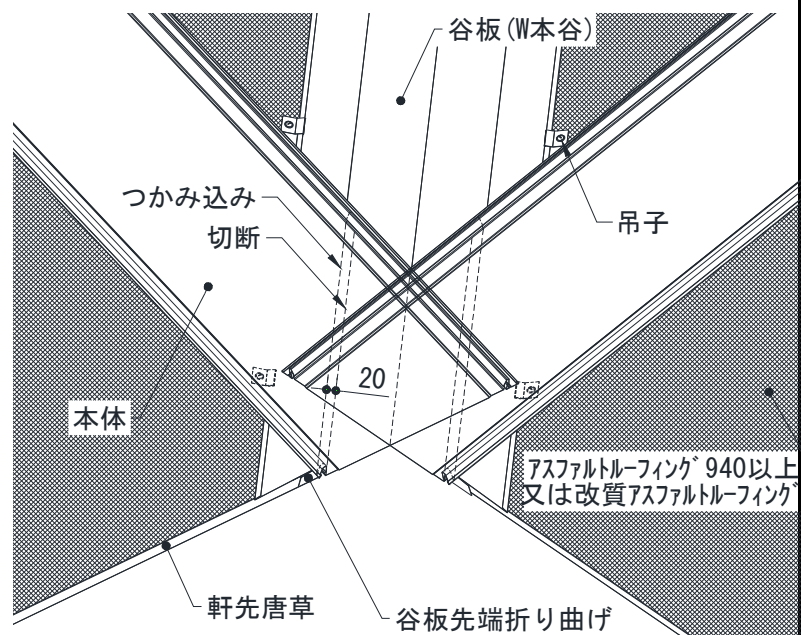 谷板(W本谷)
つかみ込み
切断
吊子
20
本体
アスファルトルーフィング940以上
又は改質アスファルトルーフィング
軒先唐草
谷板先端折り曲げ